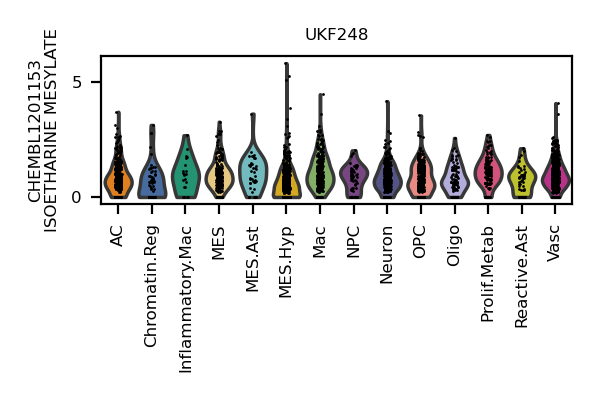 UKF248
CHEMBL1201153
ISOETHARINE MESYLATE
5
0
AC
Chromatin.Reg
Inflammatory.Mac
MES
MES.Ast
MES.Hyp
Mac
NPC
Neuron
OPC
Oligo
Prolif.Metab
Reactive.Ast
Vasc